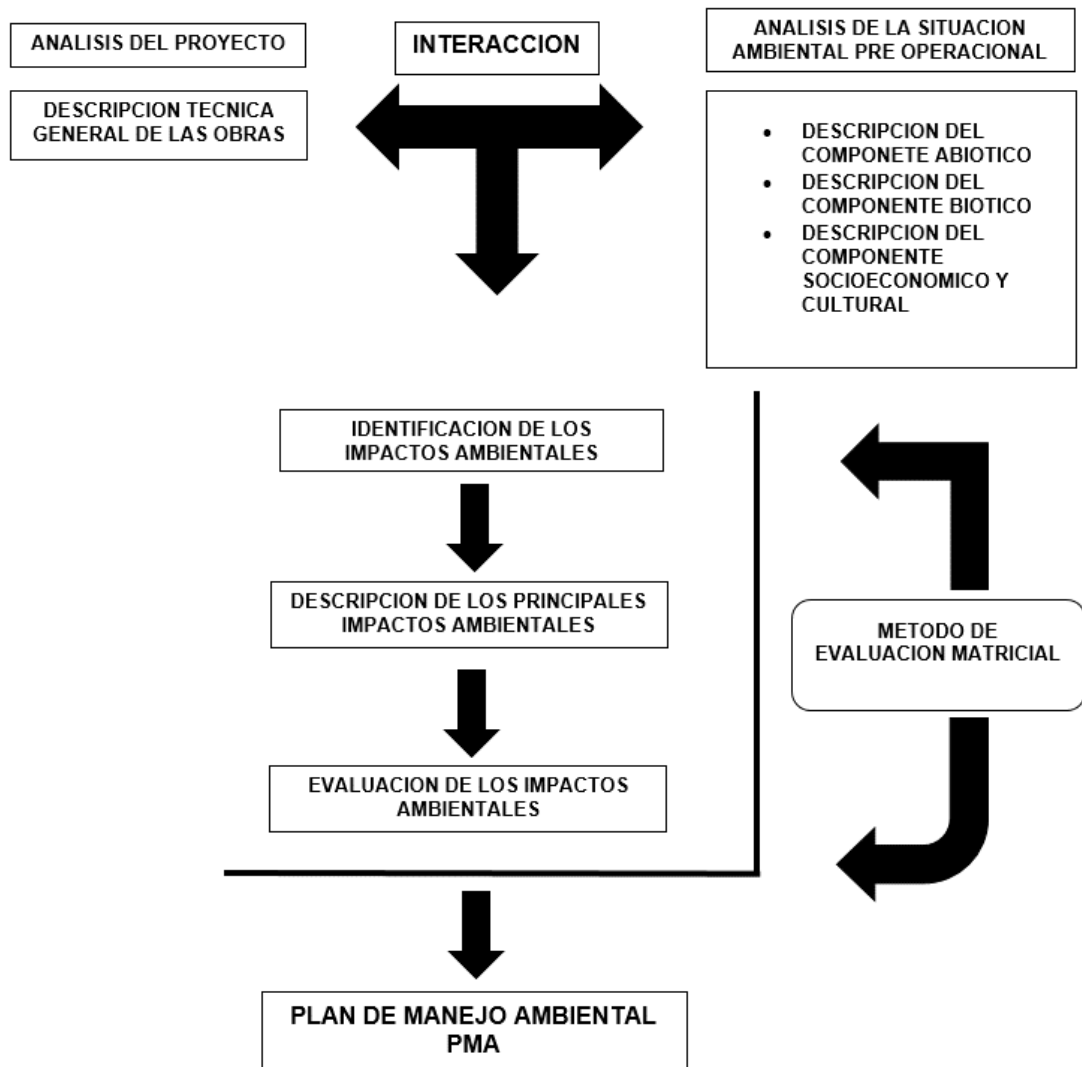 ANALISIS DEL PROYECTO
INTERACCION
ANALISIS DE LA SITUACION
AMBIENTAL PRE OPERACIONAL
DESCRIPCION TECNICA
GENERAL DE LAS OBRAS
• DESCRIPCION DEL
COMPONETE ABIOTICO
• DESCRIPCION DEL
COMPONENTE BIOTICO
• DESCRIPCION DEL
COMPONENTE
SOCIOECONOMICO Y
CULTURAL
IDENTIFICACION DE LOS
IMPACTOS AMBIENTALES
DESCRIPCION DE LOS PRINCIPALES
IMPACTOS AMBIENTALES
METODO DE
EVALUACION MATRICIAL
EVALUACION DE LOS IMPACTOS
AMBIENTALES
PLAN DE MANEJO AMBIENTAL
PMA